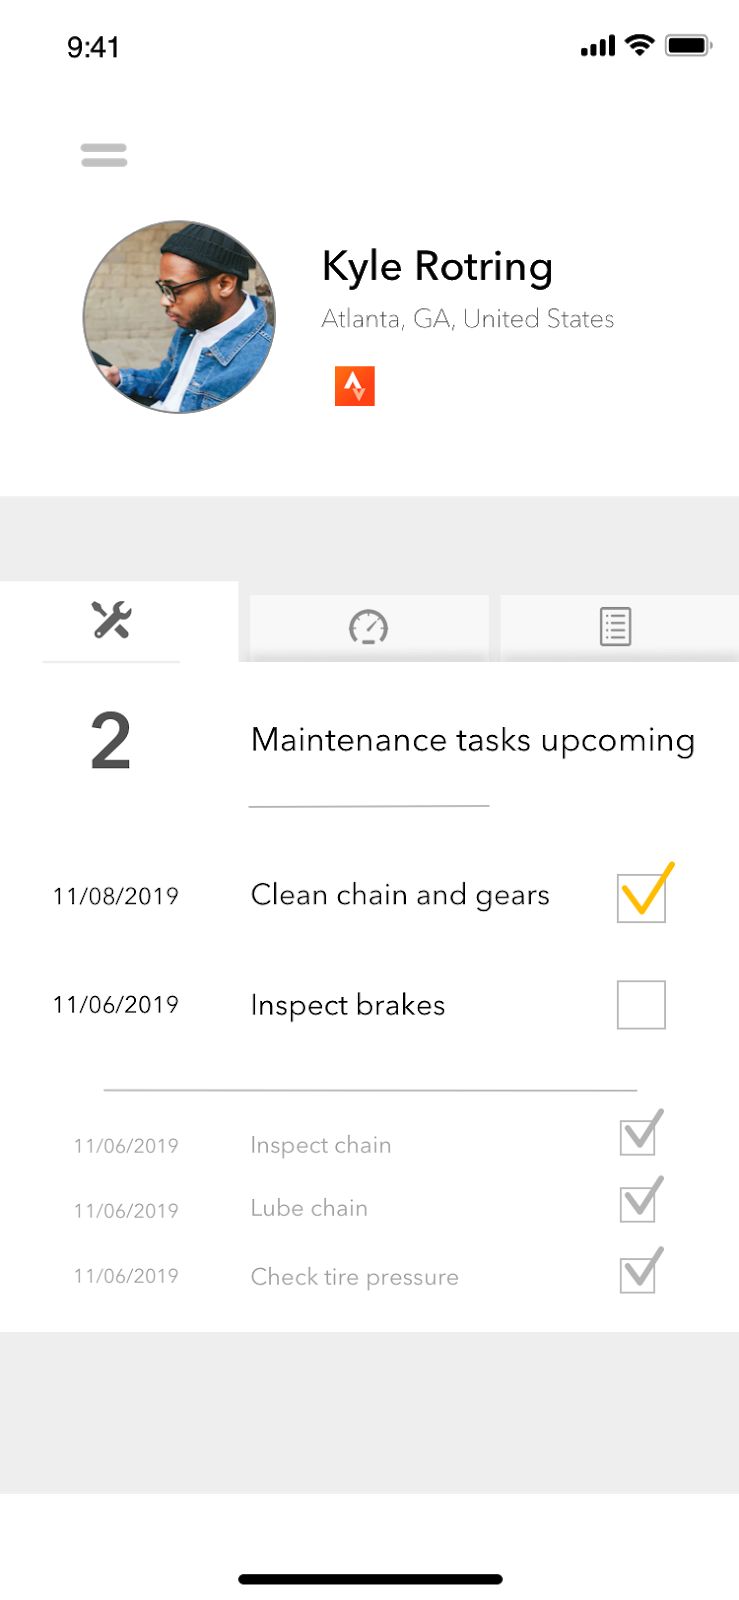 9:41
Kyle Rotring
Atlanta, GA, United States
2 Maintenance tasks upcoming
11/08/2019 Clean chain and gears
11/06/2019 Inspect brakes
11/06/2019 Inspect chain
11/06/2019 Lube chain
11/06/2019 Check tire pressure